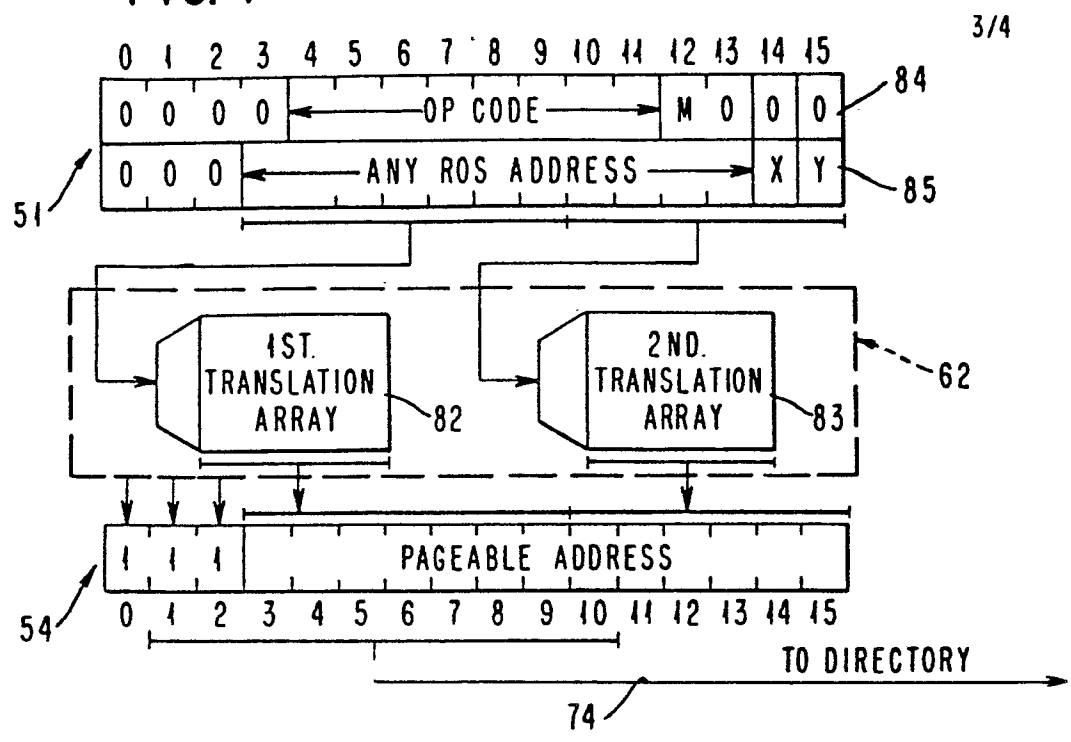 3/4
0 1 2 3 4 5 6 7 8 9 10 11 12 13 14 15
0 0 0 0 OP CODE M 0 0 0 84
0 0 0 ANY ROS ADDRESS X Y 85
51
1ST. TRANSLATION ARRAY 82
2ND. TRANSLATION ARRAY 83
62
1 1 1 PAGEABLE ADDRESS
54
0 1 2 3 4 5 6 7 8 9 10 11 12 13 14 15
TO DIRECTORY
74